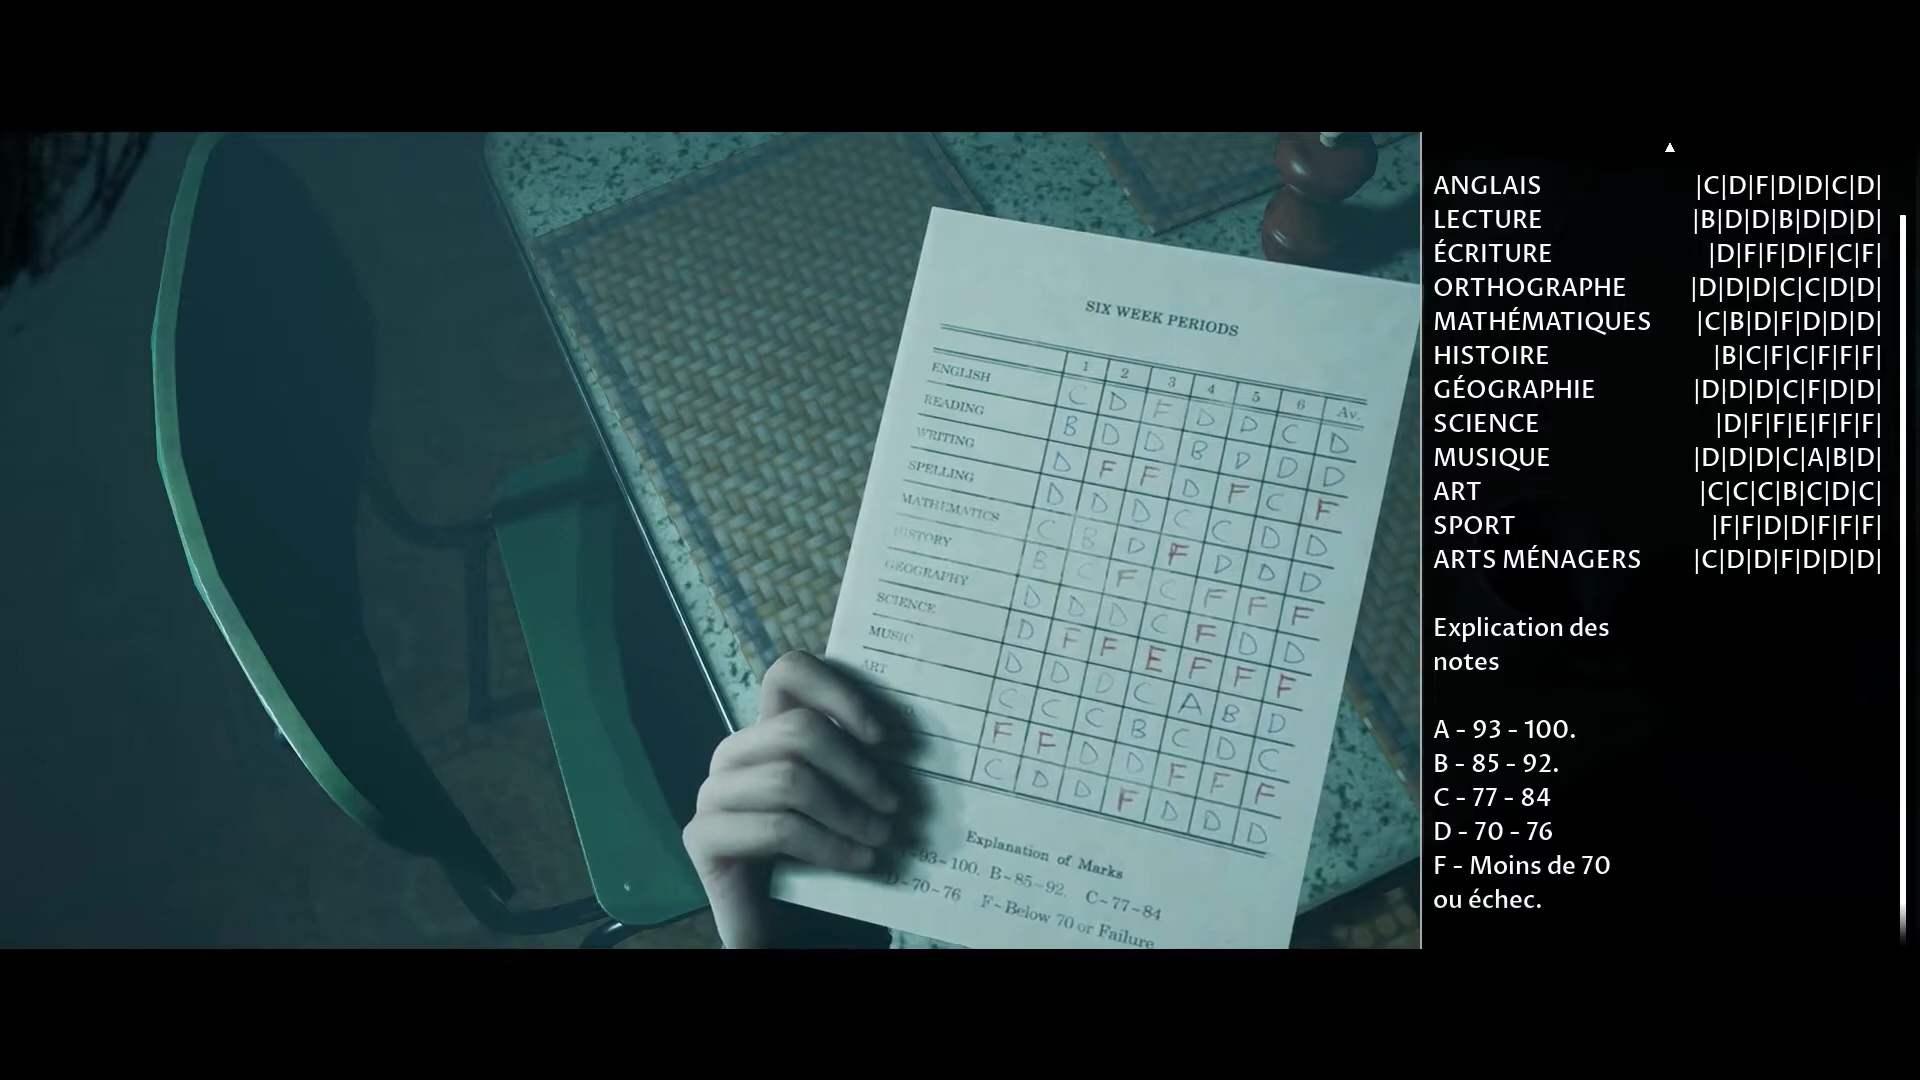 SIX WEEK PERIODS
1 2 3 4 5 6 Av.
ENGLISH C D F D D C D
READING B D D B D D D
WRITING D F F D F C F
SPELLING D D D C C D D
MATHEMATICS C B D F D D D
HISTORY B C F C F F F
GEOGRAPHY D D D C F D D
SCIENCE D F F E F F F
MUSIC D D D C A B D
ART C C C B C D C
F F D D F F F
C D D F D D D
Explanation of Marks
93-100. B-85-92. C-77-84
D-70-76 F-Below 70 or Failure
ANGLAIS |C|D|F|D|D|C|D|
LECTURE |B|D|D|B|D|D|D|
ÉCRITURE |D|F|F|D|F|C|F|
ORTHOGRAPHE |D|D|D|C|C|D|D|
MATHÉMATIQUES |C|B|D|F|D|D|D|
HISTOIRE |B|C|F|C|F|F|F|
GÉOGRAPHIE |D|D|D|C|F|D|D|
SCIENCE |D|F|F|E|F|F|F|
MUSIQUE |D|D|D|C|A|B|D|
ART |C|C|C|B|C|D|C|
SPORT |F|F|D|D|F|F|F|
ARTS MÉNAGERS |C|D|D|F|D|D|D|
Explication des
notes
A - 93 - 100.
B - 85 - 92.
C - 77 - 84
D - 70 - 76
F - Moins de 70
ou échec.